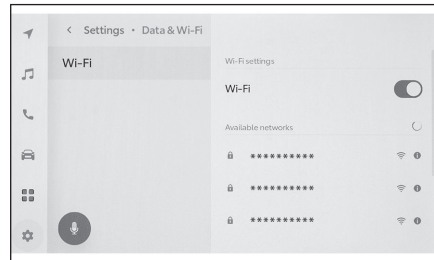 < Settings • Data & Wi-Fi
Wi-Fi
Wi-Fi settings
Wi-Fi
Available networks
**********
**********
**********